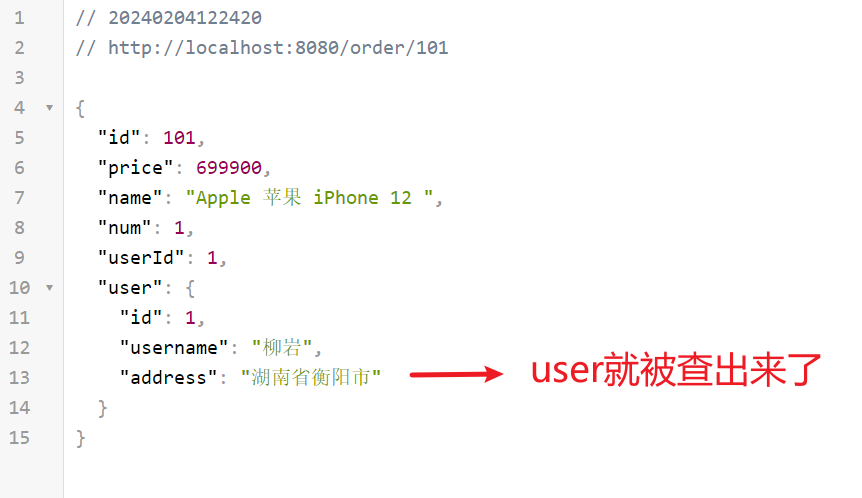 1 // 20240204122420
2 // http://localhost:8080/order/101
3
4 {
5 "id": 101,
6 "price": 699900,
7 "name": "Apple 苹果 iPhone 12 ",
8 "num": 1,
9 "userId": 1,
10 "user": {
11 "id": 1,
12 "username": "柳岩",
13 "address": "湖南省衡阳市" user就被查出来了
14 }
15 }